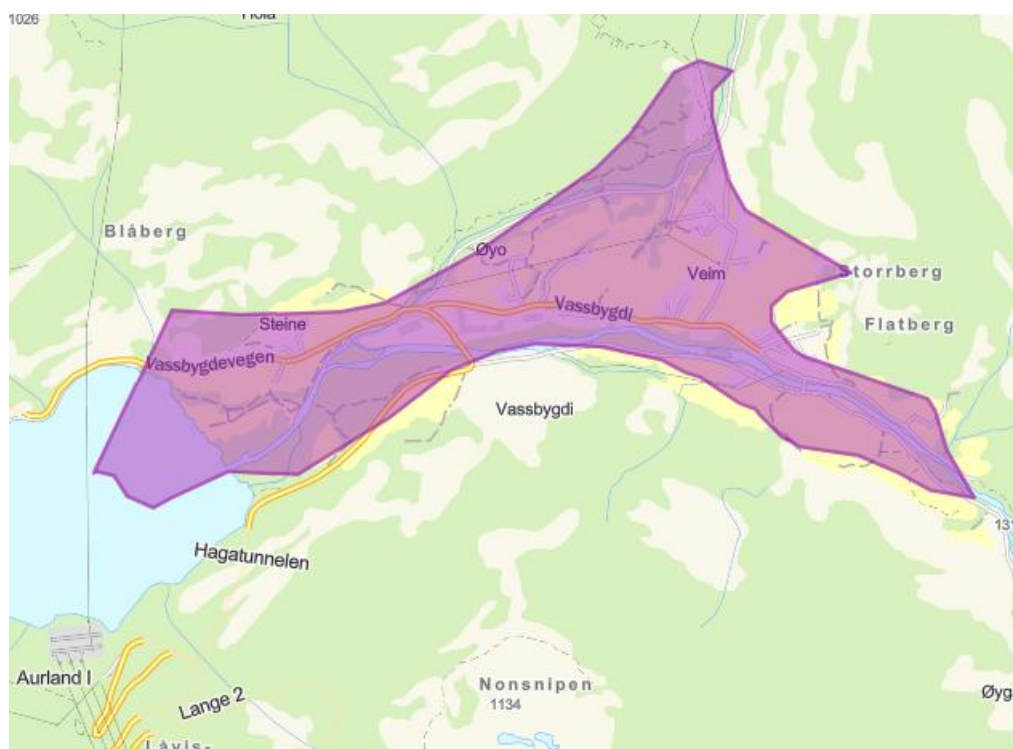 1026
Hola
Blåberg
Øyo
Veim
Storrberg
Steine
Vassbygdi
Flatberg
Vassbygdevegen
Vassbygdi
Hagatunnelen
131
Aurland I
Lange 2
Nonsnipen
1134
Øyg
Låvis-